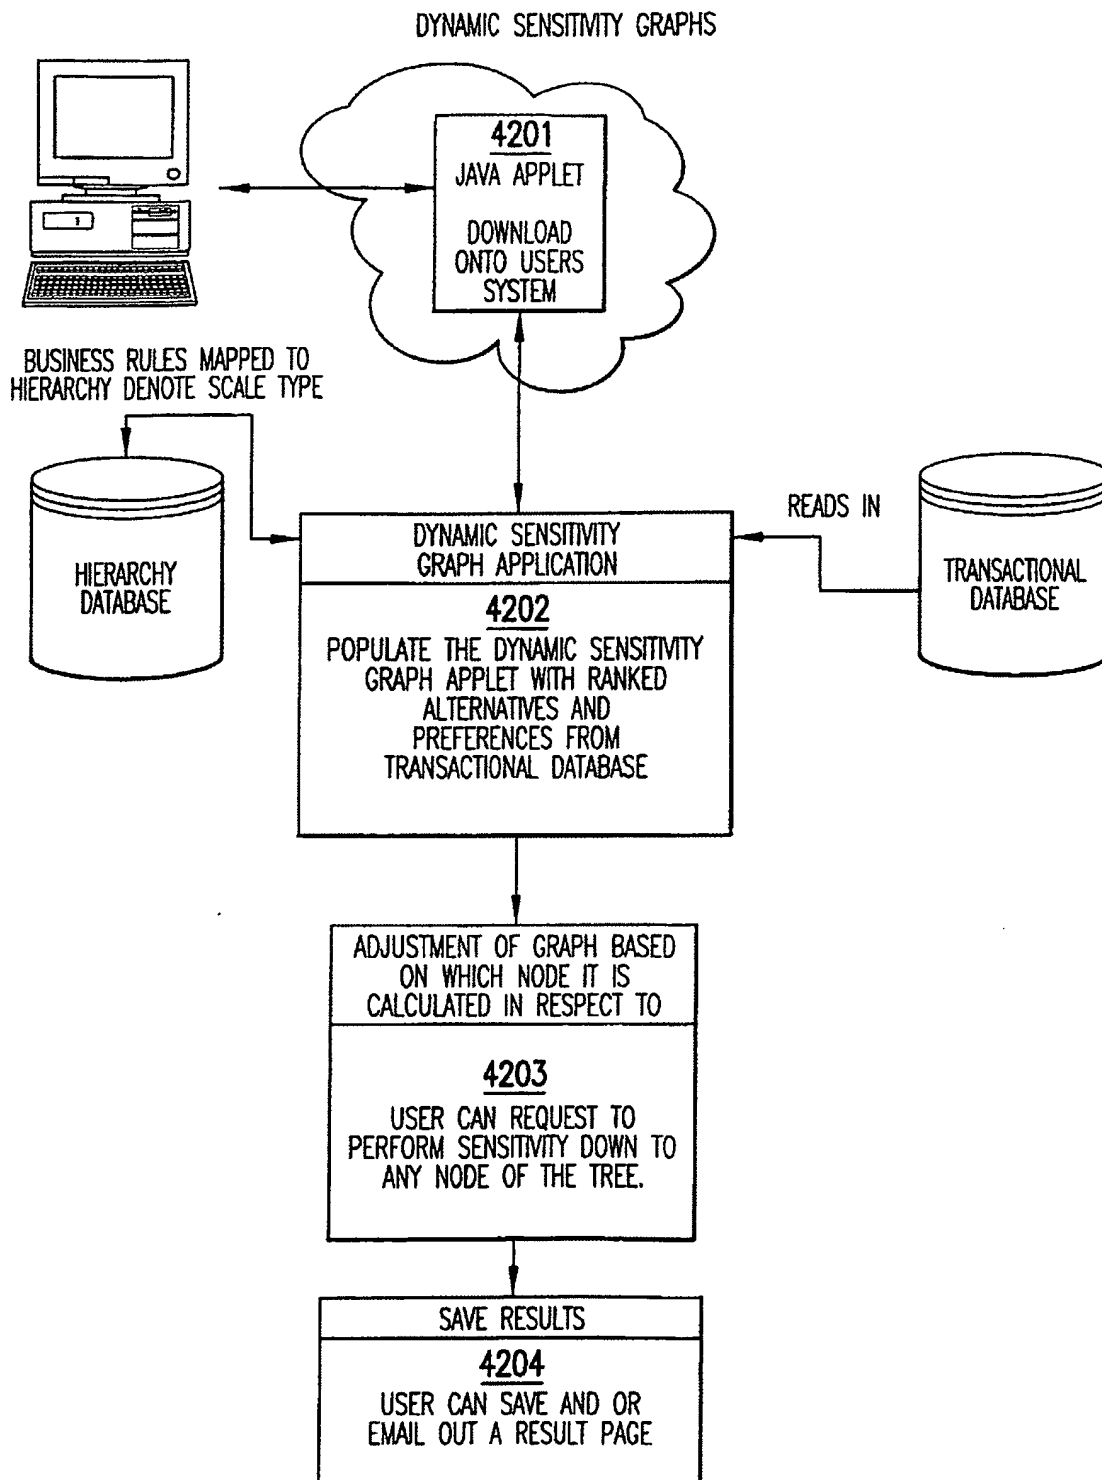 DYNAMIC SENSITIVITY GRAPHS
4201
JAVA APPLET
DOWNLOAD
ONTO USERS
SYSTEM
BUSINESS RULES MAPPED TO
HIERARCHY DENOTE SCALE TYPE
HIERARCHY
DATABASE
READS IN
TRANSACTIONAL
DATABASE
DYNAMIC SENSITIVITY
GRAPH APPLICATION
4202
POPULATE THE DYNAMIC SENSITIVITY
GRAPH APPLET WITH RANKED
ALTERNATIVES AND
PREFERENCES FROM
TRANSACTIONAL DATABASE
ADJUSTMENT OF GRAPH BASED
ON WHICH NODE IT IS
CALCULATED IN RESPECT TO
4203
USER CAN REQUEST TO
PERFORM SENSITIVITY DOWN TO
ANY NODE OF THE TREE.
SAVE RESULTS
4204
USER CAN SAVE AND OR
EMAIL OUT A RESULT PAGE